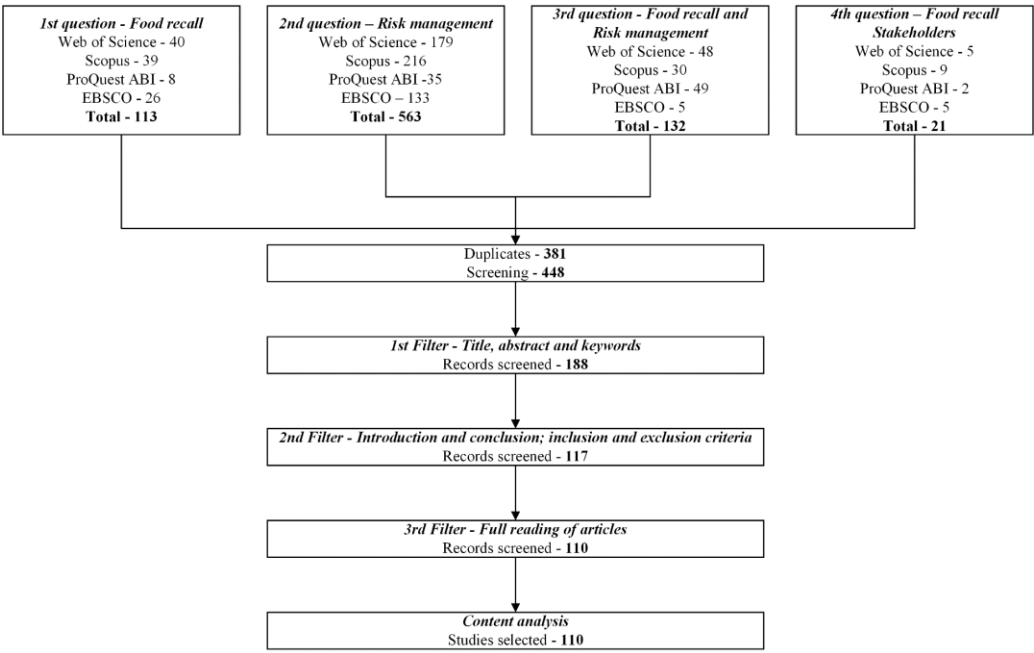 1st question - Food recall
Web of Science - 40
Scopus - 39
ProQuest ABI - 8
EBSCO - 26
Total - 113
2nd question – Risk management
Web of Science - 179
Scopus - 216
ProQuest ABI -35
EBSCO – 133
Total - 563
3rd question - Food recall and
Risk management
Web of Science - 48
Scopus - 30
ProQuest ABI - 49
EBSCO - 5
Total - 132
4th question – Food recall
Stakeholders
Web of Science - 5
Scopus - 9
ProQuest ABI - 2
EBSCO - 5
Total - 21
Duplicates - 381
Screening - 448
1st Filter - Title, abstract and keywords
Records screened - 188
2nd Filter - Introduction and conclusion; inclusion and exclusion criteria
Records screened - 117
3rd Filter - Full reading of articles
Records screened - 110
Content analysis
Studies selected - 110